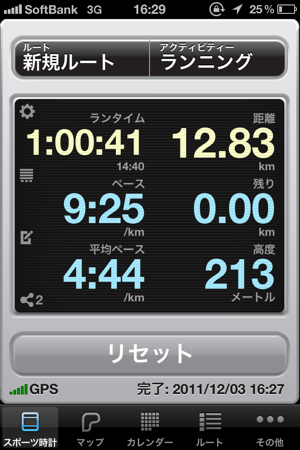 SoftBank 3G 16:29 25%
ルート アクティビティー
新規ルート ランニング
ランタイム 距離
1:00:41 12.83
14:40 km
ペース 残り
9:25 0.00
/km km
平均ペース 高度
4:44 213
2 /km メートル
リセット
GPS 完了: 2011/12/03 16:27
スポーツ時計 マップ カレンダー ルート その他